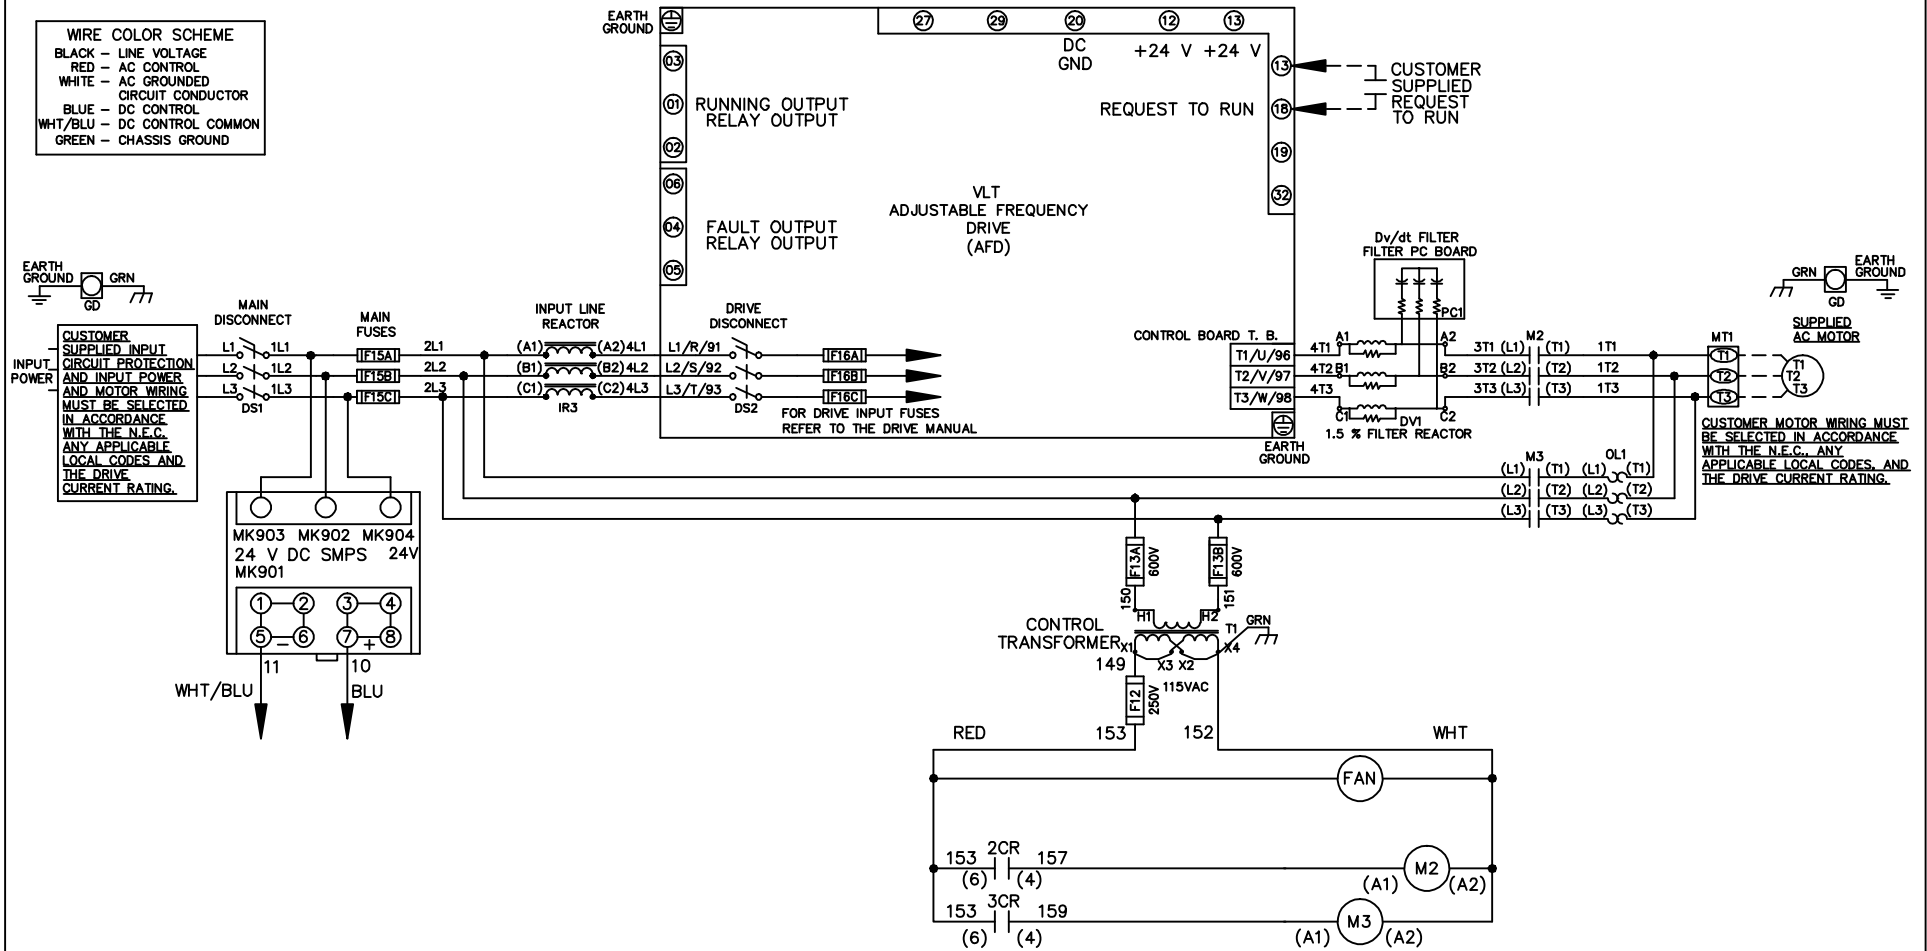 WIRE COLOR SCHEME
BLACK – LINE VOLTAGE
RED – AC CONTROL
WHITE – AC GROUNDED
CIRCUIT CONDUCTOR
BLUE – DC CONTROL
WHT/BLU – DC CONTROL COMMON
GREEN – CHASSIS GROUND
EARTH
GROUND
27 29 20 12 13
DC
GND
+24 V +24 V
03
01
02
RUNNING OUTPUT
RELAY OUTPUT
06
04
05
FAULT OUTPUT
RELAY OUTPUT
VLT
ADJUSTABLE FREQUENCY
DRIVE
(AFD)
REQUEST TO RUN
13
18
19
32
CUSTOMER
SUPPLIED
REQUEST
TO RUN
EARTH
GROUND
GRN
GD
INPUT
POWER
CUSTOMER
SUPPLIED INPUT
CIRCUIT PROTECTION
AND INPUT POWER
AND MOTOR WIRING
MUST BE SELECTED
IN ACCORDANCE
WITH THE N.E.C.
ANY APPLICABLE
LOCAL CODES AND
THE DRIVE
CURRENT RATING.
MAIN
DISCONNECT
L1 1L1
L2 1L2
L3 1L3
DS1
MAIN
FUSES
F15A
F15B
F15C
2L1
2L2
2L3
INPUT LINE
REACTOR
(A1) (A2)4L1
(B1) (B2)4L2
(C1) (C2)4L3
IR3
L1/R/91
L2/S/92
L3/T/93
DRIVE
DISCONNECT
DS2
F16A
F16B
F16C
FOR DRIVE INPUT FUSES
REFER TO THE DRIVE MANUAL
CONTROL BOARD T. B.
T1/U/96
T2/V/97
T3/W/98
EARTH
GROUND
4T1
4T2
4T3
Dv/dt FILTER
FILTER PC BOARD
PC1
A1 A2
B1 B2
C1 C2
DV1
1.5 % FILTER REACTOR
M2
3T1 (L1) (T1) 1T1
3T2 (L2) (T2) 1T2
3T3 (L3) (T3) 1T3
MT1
T1
T2
T3
T1
T2
T3
GRN
GD
EARTH
GROUND
SUPPLIED
AC MOTOR
CUSTOMER MOTOR WIRING MUST
BE SELECTED IN ACCORDANCE
WITH THE N.E.C., ANY
APPLICABLE LOCAL CODES, AND
THE DRIVE CURRENT RATING.
M3 OL1
(L1) (T1) (L1) (T1)
(L2) (T2) (L2) (T2)
(L3) (T3) (L3) (T3)
MK903 MK902 MK904
24 V DC SMPS 24V
MK901
1 2 3 4
5 – 6 7 + 8
11 10
WHT/BLU
BLU
F13A
600V
F13B
600V
150
151
H1 H2
CONTROL
TRANSFORMER
T1
GRN
X1 X3 X2 X4
149
115VAC
F12
250V
153
152
RED
WHT
FAN
2CR
153 157
(6) (4)
M2
(A1) (A2)
3CR
153 159
(6) (4)
M3
(A1) (A2)